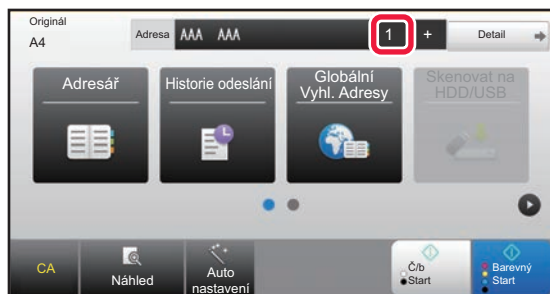 Originál
A4
Adresa AAA AAA 1 + Detail
Adresář
Historie odeslání
Globální
Vyhl. Adresy
Skenovat na
HDD/USB
CA
Náhled
Auto
nastavení
Č/b
Start
Barevný
Start